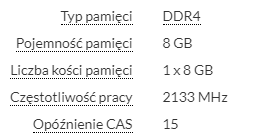 Typ pamięci DDR4
Pojemność pamięci 8 GB
Liczba kości pamięci 1 x 8 GB
Częstotliwość pracy 2133 MHz
Opóźnienie CAS 15